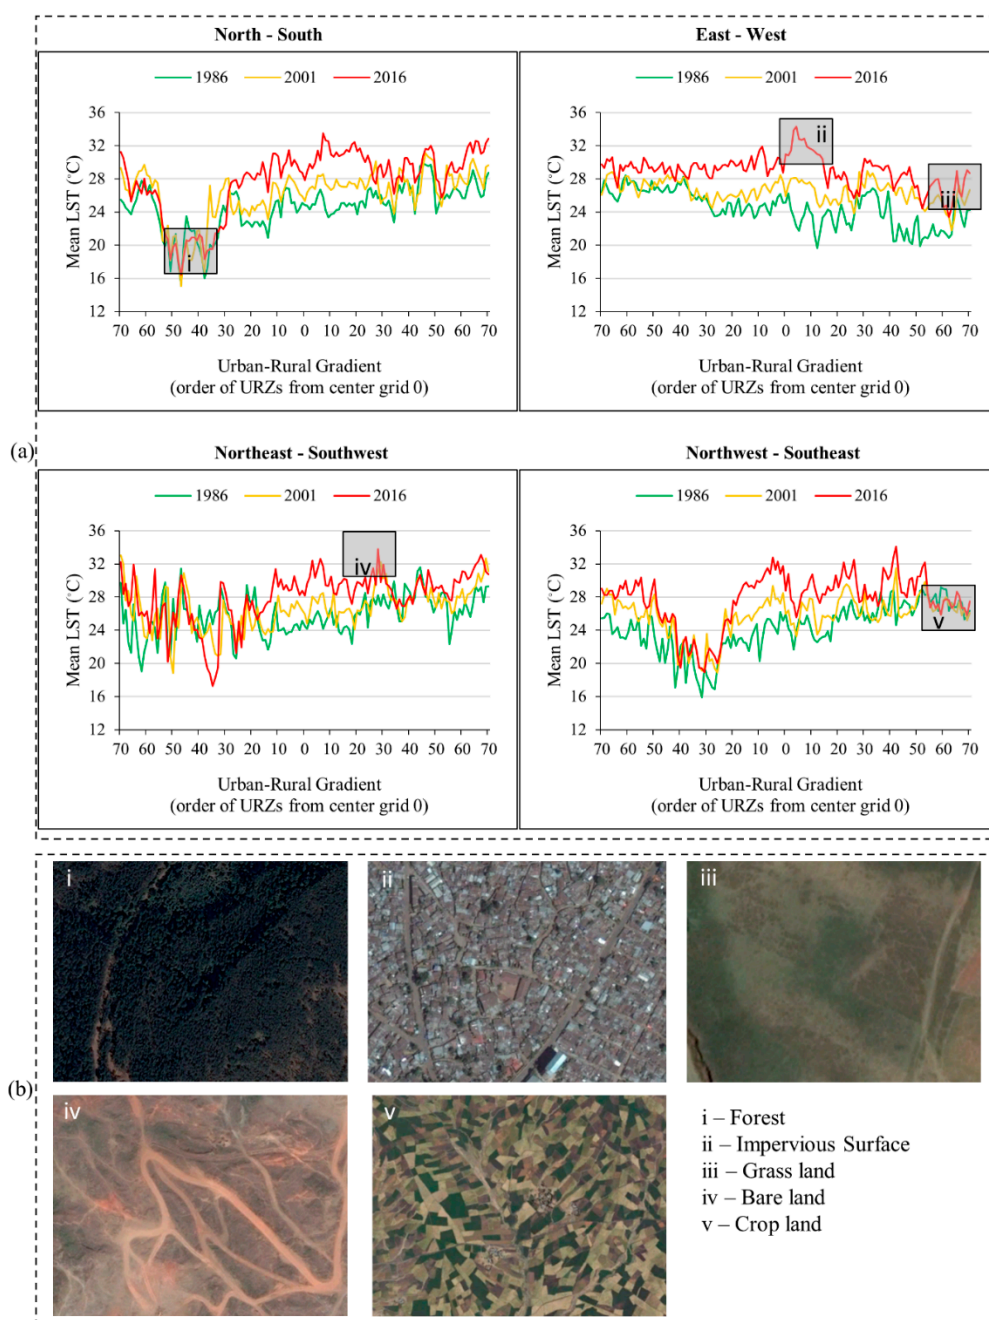 North - South
1986 2001 2016
36
32
28
24
20
16
12
Mean LST (°C)
i
70 60 50 40 30 20 10 0 10 20 30 40 50 60 70
Urban-Rural Gradient
(order of URZs from center grid 0)
East - West
1986 2001 2016
36
32
28
24
20
16
12
Mean LST (°C)
ii
iii
70 60 50 40 30 20 10 0 10 20 30 40 50 60 70
Urban-Rural Gradient
(order of URZs from center grid 0)
(a)
Northeast - Southwest
1986 2001 2016
36
32
28
24
20
16
12
Mean LST (°C)
iv
70 60 50 40 30 20 10 0 10 20 30 40 50 60 70
Urban-Rural Gradient
(order of URZs from center grid 0)
Northwest - Southeast
1986 2001 2016
36
32
28
24
20
16
12
Mean LST (°C)
v
70 60 50 40 30 20 10 0 10 20 30 40 50 60 70
Urban-Rural Gradient
(order of URZs from center grid 0)
(b)
i
ii
iii
iv
v
i – Forest
ii – Impervious Surface
iii – Grass land
iv – Bare land
v – Crop land